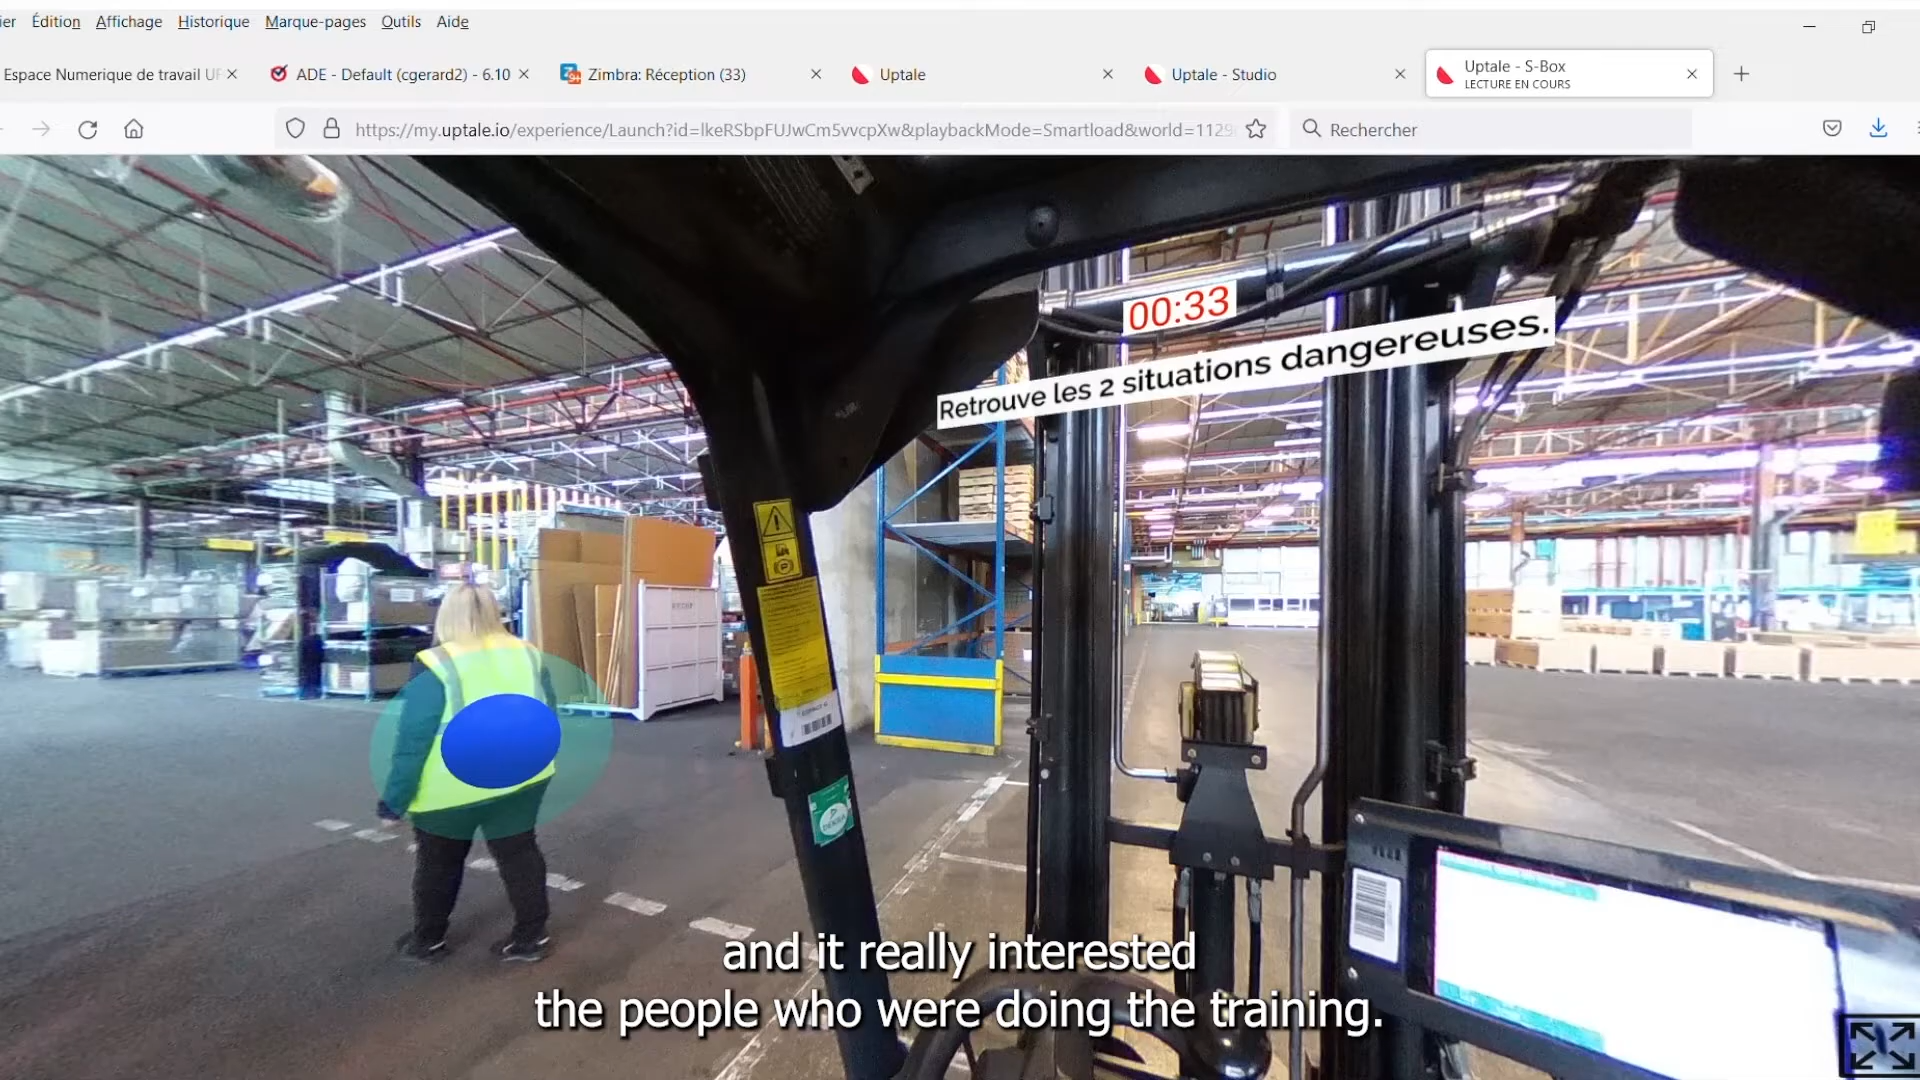 ier Édition Affichage Historique Marque-pages Outils Aide
Espace Numerique de travail UF
ADE - Default (cgerard2) - 6.10
Zimbra: Réception (33)
Uptale
Uptale - Studio
Uptale - S-Box
LECTURE EN COURS
https://my.uptale.io/experience/Launch?id=lkeRSbpFUJwCm5vvcpXw&playbackMode=Smartload&world=1129
Rechercher
00:33
Retrouve les 2 situations dangereuses.
and it really interested
the people who were doing the training.